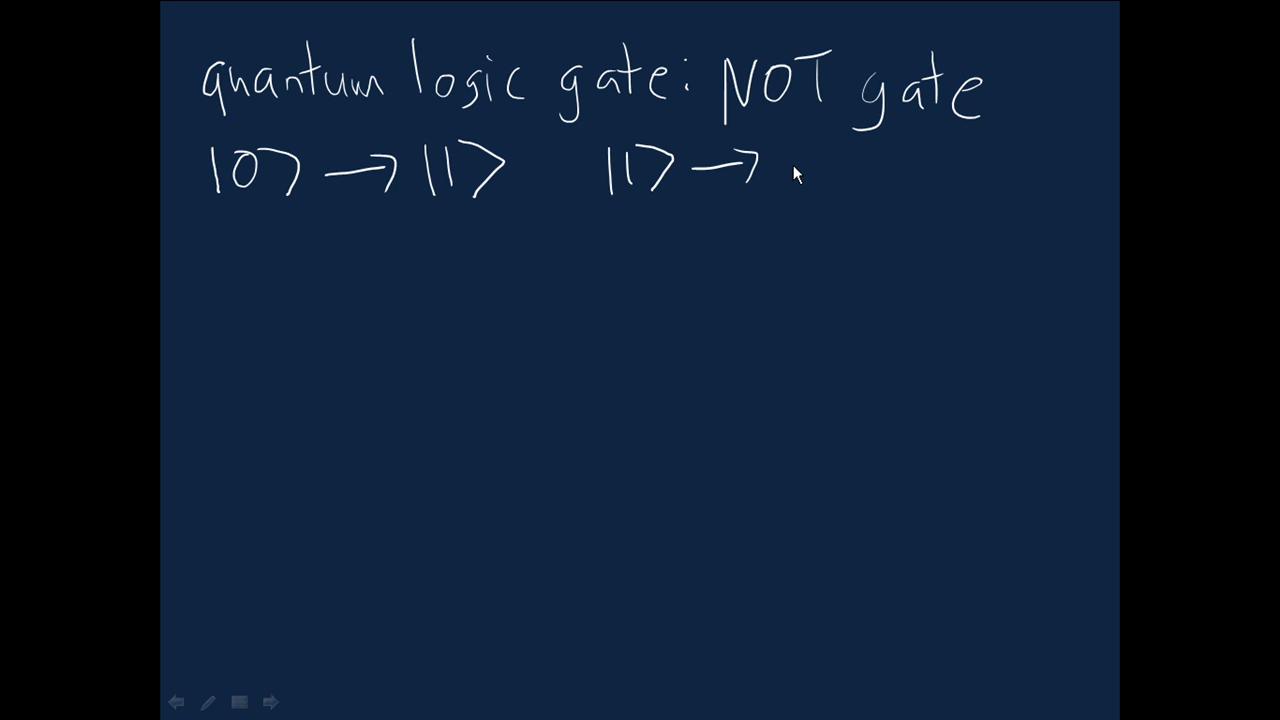 quantum logic gate: NOT gate
|0⟩ → |1⟩ |1⟩ →